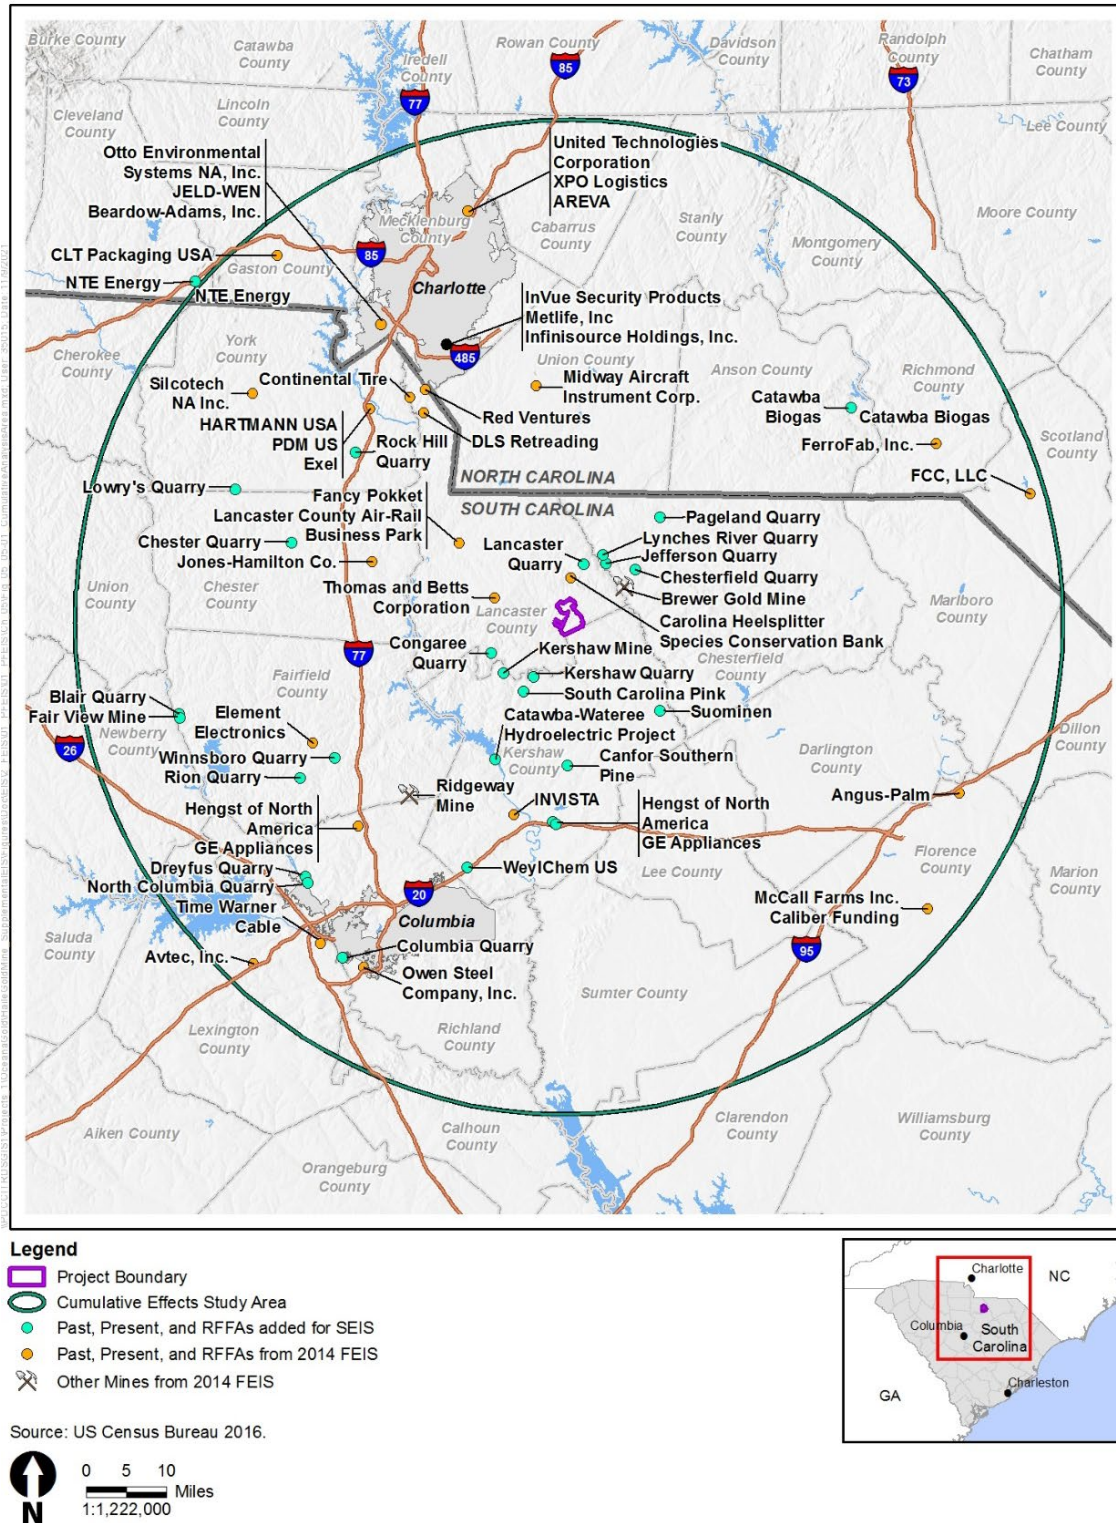 Burke County
Catawba
County
Iredell
County
Rowan County
Davidson
County
Randolph
County
Chatham
County
85
77
73
Cleveland
County
Lincoln
County
Lee County
Otto Environmental
Systems NA, Inc.
JELD-WEN
Beardow-Adams, Inc.
United Technologies
Corporation
XPO Logistics
AREVA
Mecklenburg
County
Cabarrus
County
Stanly
County
Montgomery
County
Moore County
CLT Packaging USA
Gaston County
85
NTE Energy
NTE Energy
Charlotte
InVue Security Products
Metlife, Inc
Infinisource Holdings, Inc.
485
Cherokee
County
York
County
Union County
Anson County
Richmond
County
Silcotech
NA Inc.
Continental Tire
Midway Aircraft
Instrument Corp.
Catawba
Biogas
Catawba Biogas
Red Ventures
HARTMANN USA
PDM US
Exel
DLS Retreading
FerroFab, Inc.
Scotland
County
Rock Hill
Quarry
NORTH CAROLINA
SOUTH CAROLINA
FCC, LLC
Lowry's Quarry
Fancy Pokket
Lancaster County Air-Rail
Business Park
Pageland Quarry
Lynches River Quarry
Chester Quarry
Lancaster
Quarry
Jefferson Quarry
Jones-Hamilton Co.
Chesterfield Quarry
Union
County
Chester
County
Thomas and Betts
Corporation
Brewer Gold Mine
Lancaster
County
Carolina Heelsplitter
Species Conservation Bank
Marlboro
County
77
Congaree
Quarry
Kershaw Mine
Chesterfield
County
Kershaw Quarry
Fairfield
County
South Carolina Pink
Blair Quarry
Fair View Mine
Newberry
County
Element
Electronics
Catawba-Wateree
Hydroelectric Project
Suominen
Dillon
County
26
Winnsboro Quarry
Kershaw
County
Canfor Southern
Pine
Darlington
County
Rion Quarry
Ridgeway
Mine
INVISTA
Angus-Palm
Hengst of North
America
GE Appliances
Hengst of North
America
GE Appliances
Florence
County
Dreyfus Quarry
WeylChem US
Lee County
Marion
County
North Columbia Quarry
20
McCall Farms Inc.
Caliber Funding
Time Warner
Cable
Columbia
Saluda
County
Columbia Quarry
95
Avtec, Inc.
Owen Steel
Company, Inc.
Sumter County
Lexington
County
Richland
County
Aiken County
Calhoun
County
Clarendon
County
Williamsburg
County
Orangeburg
County
Legend
Project Boundary
Cumulative Effects Study Area
Past, Present, and RFFAs added for SEIS
Past, Present, and RFFAs from 2014 FEIS
Other Mines from 2014 FEIS
Source: US Census Bureau 2016.
N
0 5 10
Miles
1:1,222,000
Charlotte
NC
Columbia
South
Carolina
GA
Charleston